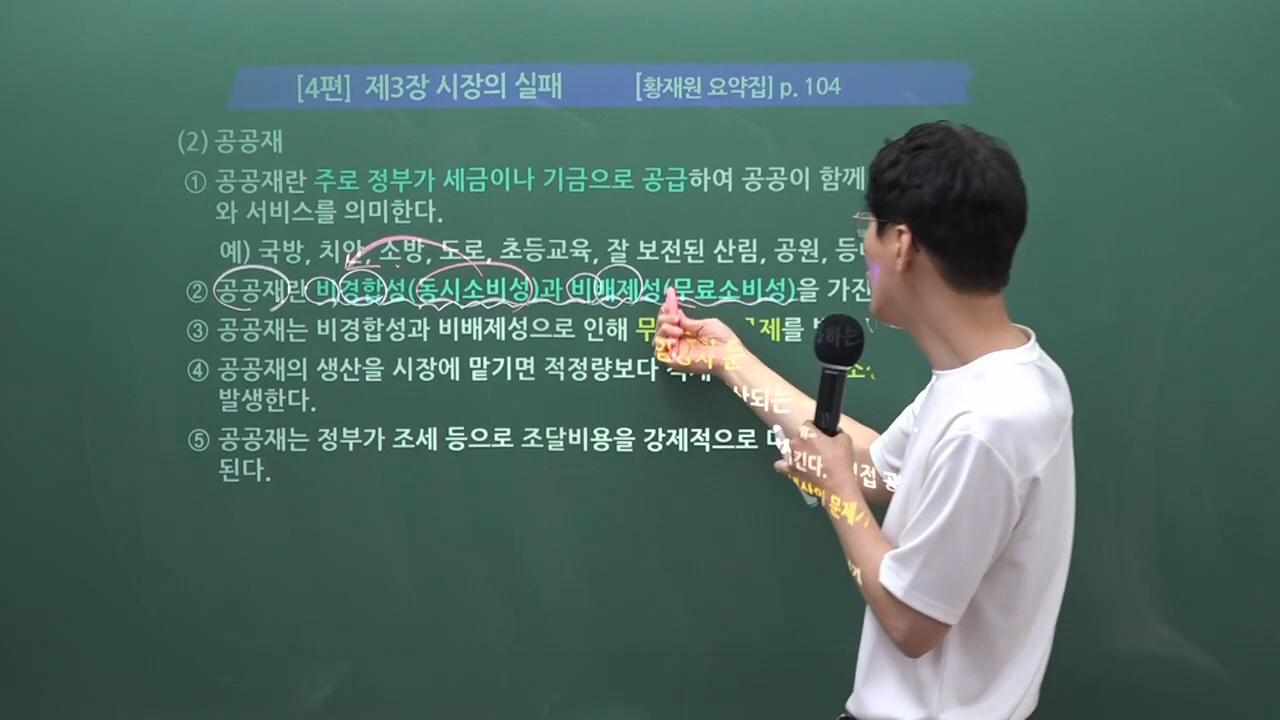 [4편] 제3장 시장의 실패 [황재원 요약집] p. 104
(2) 공공재
① 공공재란 주로 정부가 세금이나 기금으로 공급하여 공공이 함께
와 서비스를 의미한다.
예) 국방, 치안, 소방, 도로, 초등교육, 잘 보전된 산림, 공원, 등
② 공공재란 비경합성(동시소비성)과 비배제성(무료소비성)을 가진
③ 공공재는 비경합성과 비배제성으로 인해 무 제를
④ 공공재의 생산을 시장에 맡기면 적정량보다
발생한다.
⑤ 공공재는 정부가 조세 등으로 조달비용을 강제적으로
된다.